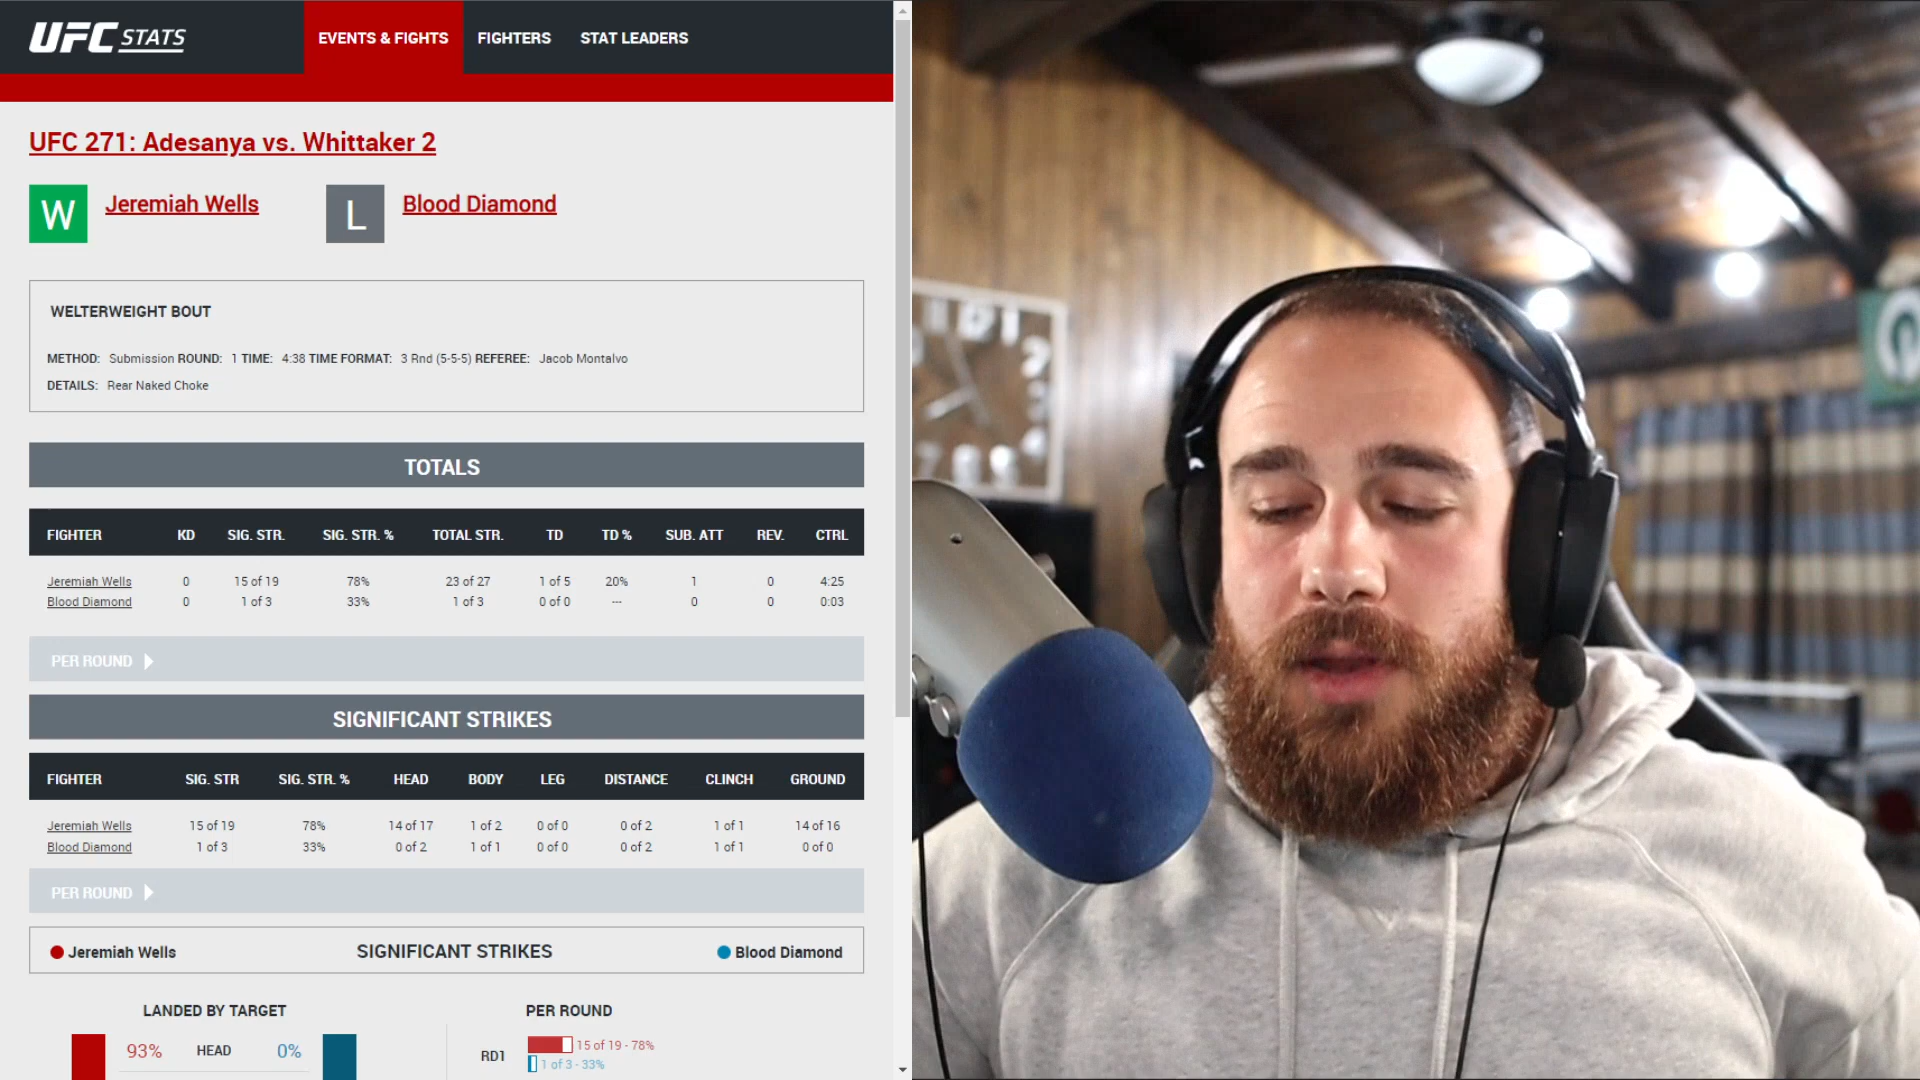 UFC STATS
EVENTS & FIGHTS FIGHTERS STAT LEADERS
UFC 271: Adesanya vs. Whittaker 2
W Jeremiah Wells L Blood Diamond
WELTERWEIGHT BOUT
METHOD: Submission ROUND: 1 TIME: 4:38 TIME FORMAT: 3 Rnd (5-5-5) REFEREE: Jacob Montalvo
DETAILS: Rear Naked Choke
TOTALS
FIGHTER KD SIG. STR. SIG. STR. % TOTAL STR. TD TD % SUB. ATT REV. CTRL
Jeremiah Wells 0 15 of 19 78% 23 of 27 1 of 5 20% 1 0 4:25
Blood Diamond 0 1 of 3 33% 1 of 3 0 of 0 --- 0 0 0:03
PER ROUND
SIGNIFICANT STRIKES
FIGHTER SIG. STR SIG. STR. % HEAD BODY LEG DISTANCE CLINCH GROUND
Jeremiah Wells 15 of 19 78% 14 of 17 1 of 2 0 of 0 0 of 2 1 of 1 14 of 16
Blood Diamond 1 of 3 33% 0 of 2 1 of 1 0 of 0 0 of 2 1 of 1 0 of 0
PER ROUND
Jeremiah Wells SIGNIFICANT STRIKES Blood Diamond
LANDED BY TARGET PER ROUND
93% HEAD 0%
RD1 15 of 19 - 78%
1 of 3 - 33%